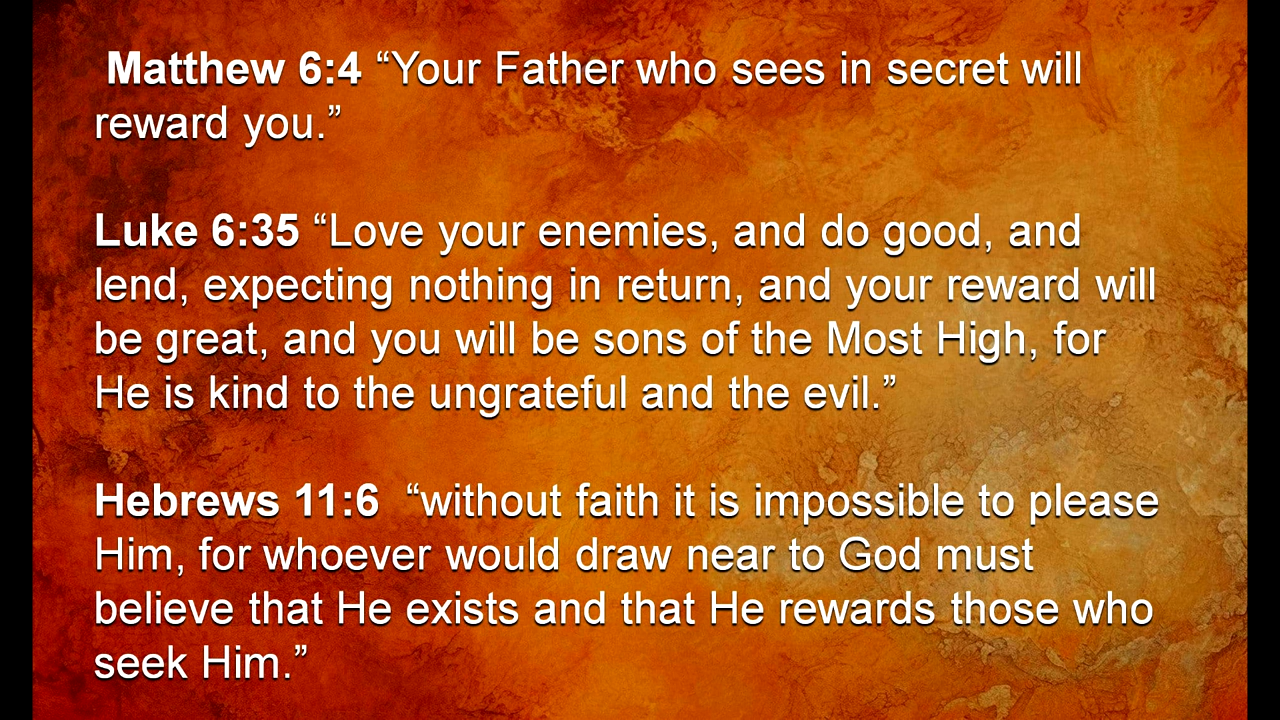 Matthew 6:4 “Your Father who sees in secret will
reward you.”
Luke 6:35 “Love your enemies, and do good, and
lend, expecting nothing in return, and your reward will
be great, and you will be sons of the Most High, for
He is kind to the ungrateful and the evil.”
Hebrews 11:6  “without faith it is impossible to please
Him, for whoever would draw near to God must
believe that He exists and that He rewards those who
seek Him.”